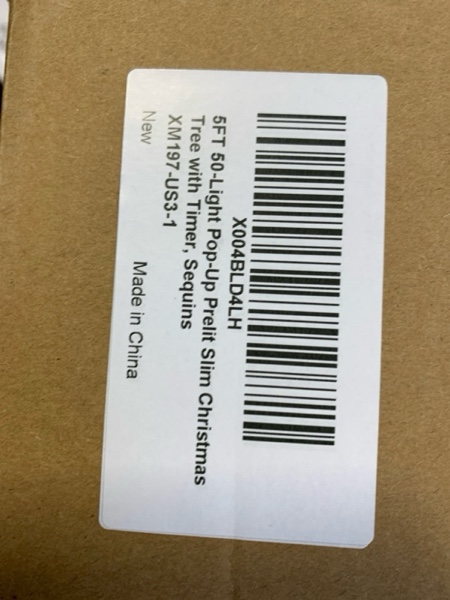 X004BLD4LH
5FT 50-Light Pop-Up Prelit Slim Christmas
Tree with Timer, Sequins
XM197-US3-1
New
Made in China